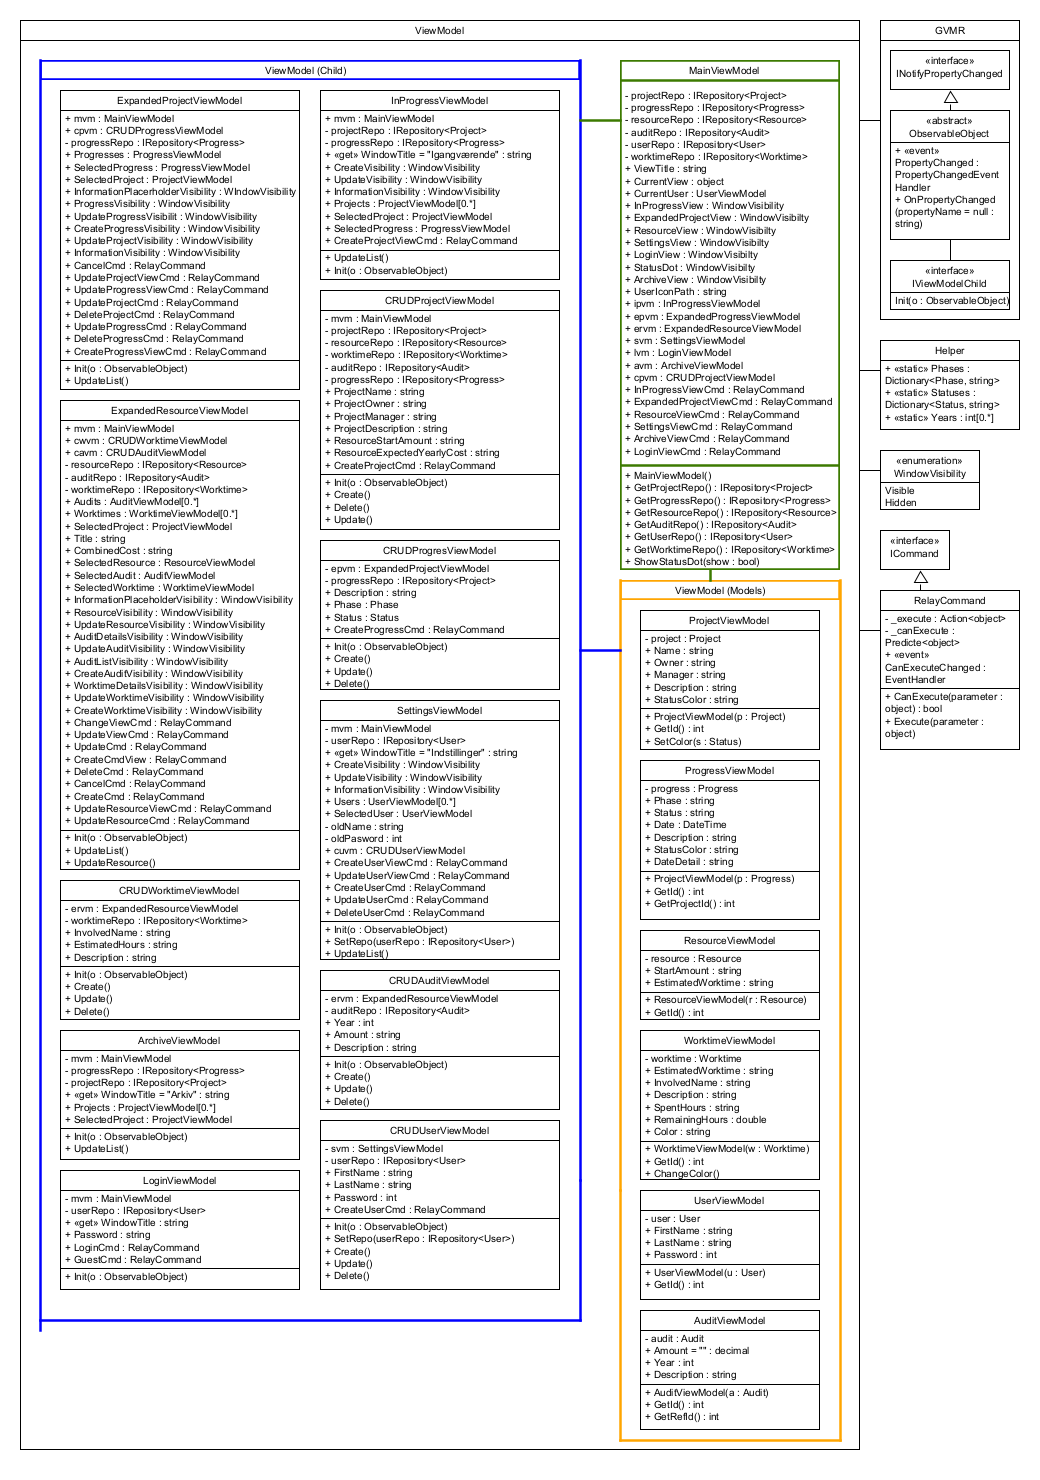 ViewModel
ViewModel (Child)
ExpandedProjectViewModel
+ mvm : MainViewModel
+ cpvm : CRUDProgressViewModel
- progressRepo : IRepository<Progress>
+ Progresses : ProgressViewModel
+ SelectedProgress : ProgressViewModel
+ SelectedProject : ProjectViewModel
+ InformationPlacerholderVisibility : WIndowVisibility
+ ProgressVisibility : WindowVisibility
+ UpdateProgressVisibilit : WindowVisibility
+ CreateProgressVisibility : WindowVisibility
+ UpdateProjectVisibility : WindowVisibility
+ InformationVisibility : WindowVisibility
+ CancelCmd : RelayCommand
+ UpdateProjectViewCmd : RelayCommand
+ UpdateProgressViewCmd : RelayCommand
+ UpdateProjectCmd : RelayCommand
+ DeleteProjectCmd : RelayCommand
+ UpdateProgressCmd : RelayCommand
+ DeleteProgressCmd : RelayCommand
+ CreateProgressViewCmd : RelayCommand
+ Init(o : ObservableObject)
+ UpdateList()
ExpandedResourceViewModel
+ mvm : MainViewModel
+ cwvm : CRUDWorktimeViewModel
+ cavm : CRUDAuditViewModel
- resourceRepo : IRepository<Resource>
- auditRepo : IRepository<Audit>
- worktimeRepo : IRepository<Worktime>
+ Audits : AuditViewModel[0.*]
+ Worktimes : WorktimeViewModel[0.*]
+ SelectedProject : ProjectViewModel
+ Title : string
+ CombinedCost : string
+ SelectedResource : ResourceViewModel
+ SelectedAudit : AudiViewModel
+ SelectedWorktime : WorktimeViewModel
+ InformationPlaceholderVisibility : WindowVisibility
+ ResourceVisibility : WindowVisibility
+ UpdateResourceVisibility : WindowVisibility
+ AuditDetailsVisibility : WindowVisibility
+ UpdateAuditVisibility : WindowVisibility
+ AuditListVisibility : WindowVisibility
+ CreateAuditVisibility : WindowVisibility
+ WorktimeDetailsVisibility : WindowVisibility
+ UpdateWorktimeVisibility : WindowVisibility
+ CreateWorktimeVisibility : WindowVisibility
+ ChangeViewCmd : RelayCommand
+ UpdateViewCmd : RelayCommand
+ UpdateCmd : RelayCommand
+ CreateCmdView : RelayCommand
+ DeleteCmd : RelayCommand
+ CancelCmd : RelayCommand
+ CreateCmd : RelayCommand
+ UpdateResourceViewCmd : RelayCommand
+ UpdateResourceCmd : RelayCommand
+ Init(o : ObservableObject)
+ UpdateList()
+ UpdateResource()
CRUDWorktimeViewModel
- ervm : ExpandedResourceViewModel
- worktimeRepo : IRepository<Worktime>
+ InvolvedName : string
+ EstimatedHours : string
+ Description : string
+ Init(o : ObservableObject)
+ Create()
+ Update()
+ Delete()
ArchiveViewModel
- mvm : MainViewModel
- progressRepo : IRepository<Progress>
- projectRepo : IRepository<Project>
+ «get» WindowTitle = "Arkiv" : string
+ Projects : ProjectViewModel[0.*]
+ SelectedProject : ProjectViewModel
+ Init(o : ObservableObject)
+ UpdateList()
LoginViewModel
- mvm : MainViewModel
- userRepo : IRepository<User>
+ «get» WindowTitle : string
+ Password : string
+ LoginCmd : RelayCommand
+ GuestCmd : RelayCommand
+ Init(o : ObservableObject)
InProgressViewModel
+ mvm : MainViewModel
- projectRepo : IRepository<Project>
- progressRepo : IRepository<Progress>
+ «get» WindowTitle = "Igangværende" : string
+ CreateVisibility : WindowVisibility
+ UpdateVisibility : WindowVisibility
+ InformationVisibility : WindowVisibility
+ Projects : ProjectViewModel[0.*]
+ SelectedProject : ProjectViewModel
+ SelectedProgress : ProgressViewModel
+ CreateProjectViewCmd : RelayCommand
+ UpdateList()
+ Init(o : ObservableObject)
CRUDProjectViewModel
- mvm : MainViewModel
- projectRepo : IRepository<Project>
- resourceRepo : IRepository<Resource>
- worktimeRepo : IRepository<Worktime>
- auditRepo : IRepository<Audit>
- progressRepo : IRepository<Progress>
+ ProjectName : string
+ ProjectOwner : string
+ ProjectManager : string
+ ProjectDescription : string
+ ResourceStartAmount : string
+ ResourceExpectedYearlyCost : string
+ CreateProjectCmd : RelayCommand
+ Init(o : ObservableObject)
+ Create()
+ Delete()
+ Update()
CRUDProgresViewModel
- epvm : ExpandedProjectViewModel
- progressRepo : IRepository<Project>
+ Description : string
+ Phase : Phase
+ Status : Status
+ CreateProgressCmd : RelayCommand
+ Init(o : ObservableObject)
+ Create()
+ Update()
+ Delete()
SettingsViewModel
- mvm : MainViewModel
- userRepo : IRepository<User>
+ «get» WindowTitle = "Indstillinger" : string
+ CreateVisibility : WindowVisibility
+ UpdateVisibility : WindowVisibility
+ InformationVisibility : WindowVisibility
+ Users : UserViewModel[0.*]
+ SelectedUser : UserViewModel
- oldName : string
- oldPasword : int
+ cuvm : CRUDUserViewModel
+ CreateUserViewCmd : RelayCommand
+ UpdateUserViewCmd : RelayCommand
+ CreateUserCmd : RelayCommand
+ UpdateUserCmd : RelayCommand
+ DeleteUserCmd : RelayCommand
+ Init(o : ObservableObject)
+ SetRepo(userRepo : IRepository<User>)
+ UpdateList()
CRUDAuditViewModel
- ervm : ExpandedResourceViewModel
- auditRepo : IRepository<Audit>
+ Year : int
+ Amount : string
+ Description : string
+ Init(o : ObservableObject)
+ Create()
+ Update()
+ Delete()
CRUDUserViewModel
- svm : SettingsViewModel
- userRepo : IRepository<User>
+ FirstName : string
+ LastName : string
+ Password : int
+ CreateUserCmd : RelayCommand
+ Init(o : ObservableObject)
+ SetRepo(userRepo : IRepository<User>)
+ Create()
+ Update()
+ Delete()
MainViewModel
- projectRepo : IRepository<Project>
- progressRepo : IRepository<Progress>
- resourceRepo : IRepository<Resource>
- auditRepo : IRepository<Audit>
- userRepo : IRepository<User>
- worktimeRepo : IRepository<Worktime>
+ ViewTitle : string
+ CurrentView : object
+ CurrentUser : UserViewModel
+ InProgressView : WindowVisibility
+ ExpandedProjectView : WindowVisibilty
+ ResourceView : WindowVisibilty
+ SettingsView : WindowVisibilty
+ LoginView : WindowVisibilty
+ StatusDot : WindowVisibility
+ ArchiveView : WindowVisibilty
+ UserIconPath : string
+ ipvm : InProgressViewModel
+ epvm : ExpandedProgressViewModel
+ ervm : ExpandedResourceViewModel
+ svm : SettingsViewModel
+ lvm : LoginViewModel
+ avm : ArchiveViewModel
+ cpvm : CRUDProjectViewModel
+ InProgressViewCmd : RelayCommand
+ ExpandedProjectViewCmd : RelayCommand
+ ResourceViewCmd : RelayCommand
+ SettingsViewCmd : RelayCommand
+ ArchiveViewCmd : RelayCommand
+ LoginViewCmd : RelayCommand
+ MainViewModel()
+ GetProjectRepo() : IRepository<Project>
+ GetProgressRepo() : IRepository<Progress>
+ GetResourceRepo() : IRepository<Resource>
+ GetAuditRepo() : IRepository<Audit>
+ GetUserRepo() : IRepository<User>
+ GetWorktimeRepo() : IRepository<Worktime>
+ ShowStatusDot(show : bool)
ViewModel (Models)
ProjectViewModel
- project : Project
+ Name : string
+ Owner : string
+ Manager : string
+ Description : string
+ StatusColor : string
+ ProjectViewModel(p : Project)
+ GetId() : int
+ SetColor(s : Status)
ProgressViewModel
- progress : Progress
+ Phase : string
+ Status : string
+ Date : DateTime
+ Description : string
+ StatusColor : string
+ DateDetail : string
+ ProjectViewModel(p : Progress)
+ GetId() : int
+ GetProjectId() : int
ResourceViewModel
- resource : Resource
+ StartAmount : string
+ EstimatedWorktime : string
+ ResourceViewModel(r : Resource)
+ GetId() : int
WorktimeViewModel
- worktime : Worktime
+ EstimatedWorktime : string
+ InvolvedName : string
+ Description : string
+ SpentHours : string
+ RemainingHours : double
+ Color : string
+ WorktimeViewModel(w : Worktime)
+ GetId() : int
+ ChangeColor()
UserViewModel
- user : User
+ FirstName : string
+ LastName : string
+ Password : int
+ UserViewModel(u : User)
+ GetId() : int
AuditViewModel
- audit : Audit
+ Amount = "" : decimal
+ Year : int
+ Description : string
+ AuditViewModel(a : Audit)
+ GetId() : int
+ GetRefId() : int
GVMR
«interface»
INotifyPropertyChanged
«abstract»
ObservableObject
+ «event»
PropertyChanged :
PropertyChangedEvent
Handler
+ OnPropertyChanged
(propertyName = null :
string)
«interface»
IViewModelChild
Init(o : ObservableObject)
Helper
+ «static» Phases :
Dictionary<Phase, string>
+ «static» Statuses :
Dictionary<Status, string>
+ «static» Years : int[0.*]
«enumeration»
WindowVisibility
Visible
Hidden
«interface»
ICommand
RelayCommand
- _execute : Action<object>
- _canExecute :
Predicte<object>
+ «event»
CanExecuteChanged :
EventHandler
+ CanExecute(parameter :
object) : bool
+ Execute(parameter :
object)